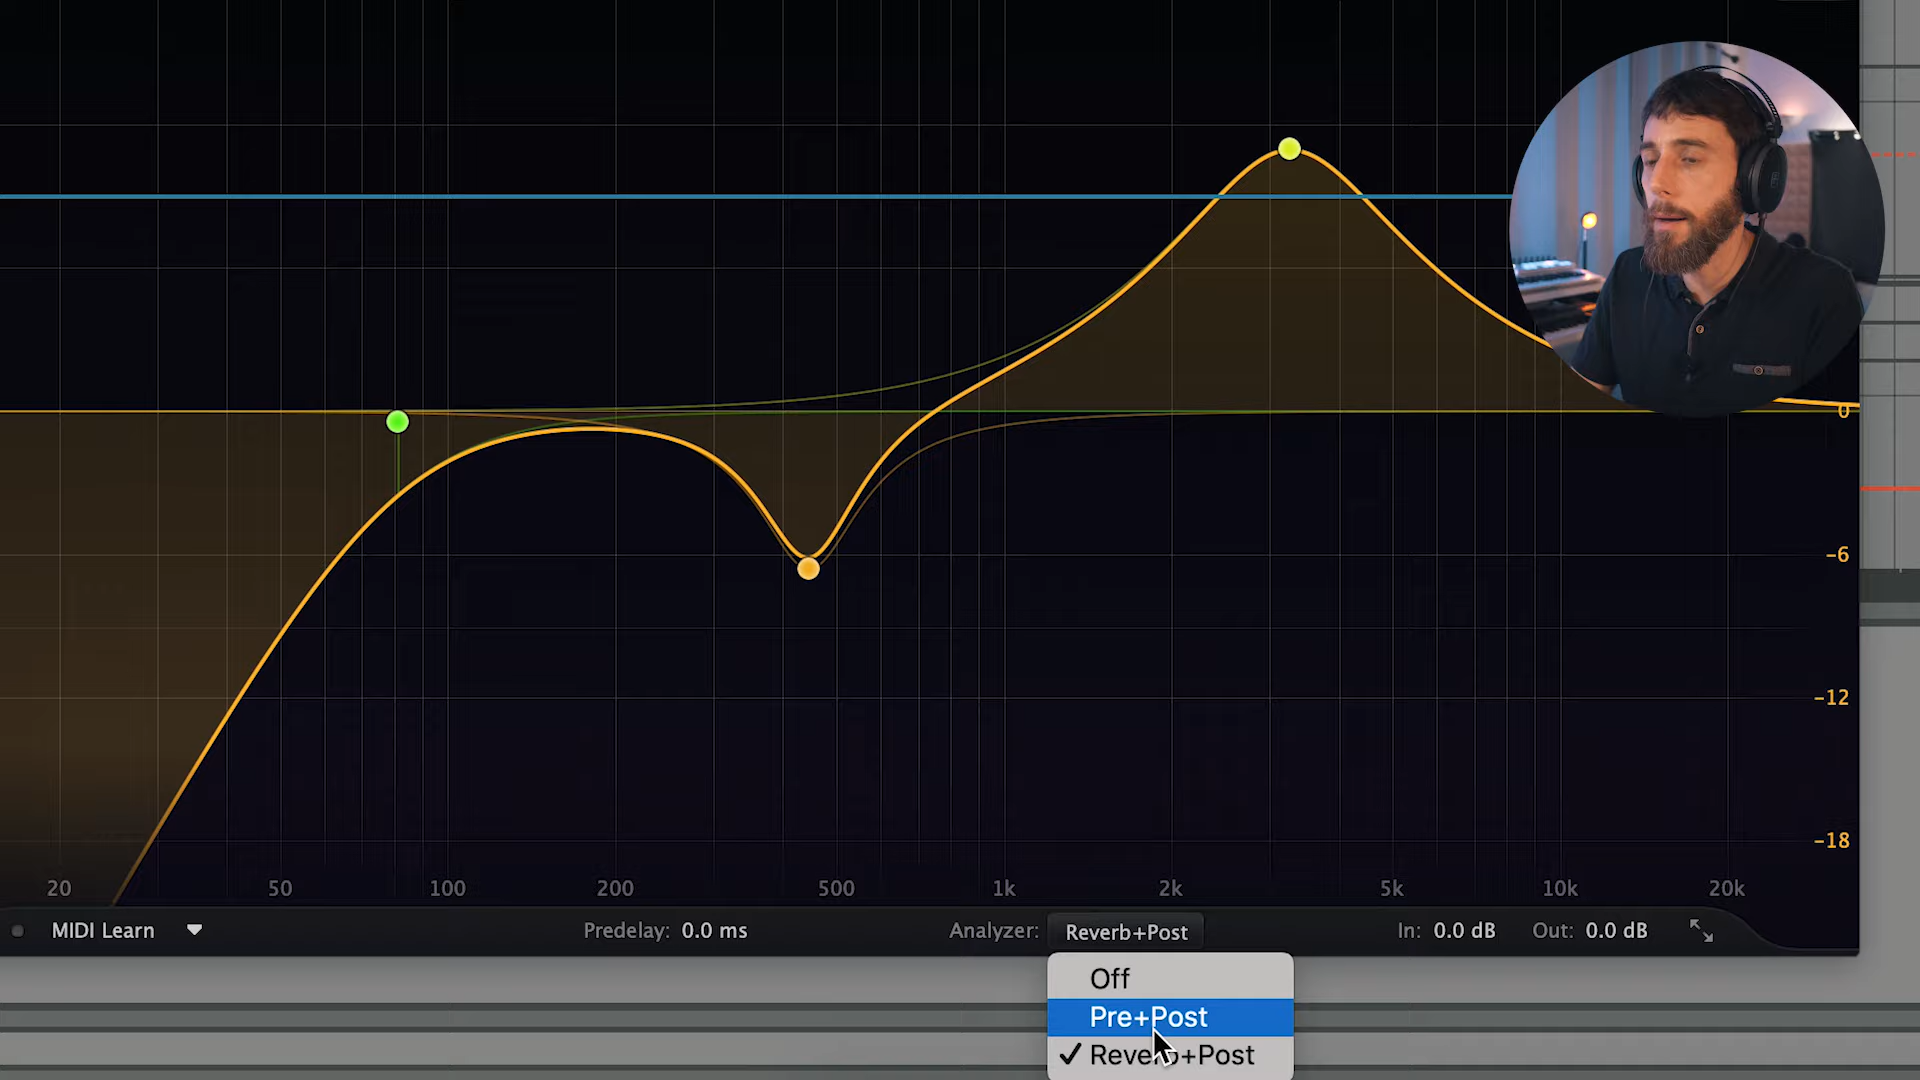 0
-6
-12
-18
20 50 100 200 500 1k 2k 5k 10k 20k
MIDI Learn Predelay: 0.0 ms Analyzer: Reverb+Post In: 0.0 dB Out: 0.0 dB
Off
Pre+Post
Reverb+Post